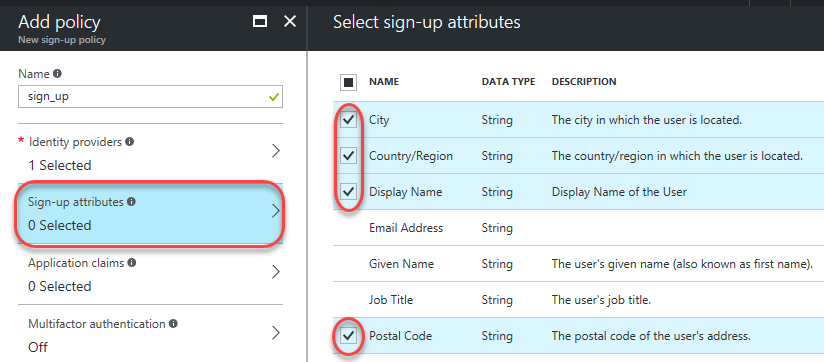 Add policy
New sign-up policy
Name
sign_up
* Identity providers
1 Selected
Sign-up attributes
0 Selected
Application claims
0 Selected
Multifactor authentication
Off
Select sign-up attributes
NAME DATA TYPE DESCRIPTION
City String The city in which the user is located.
Country/Region String The country/region in which the user is located.
Display Name String Display Name of the User
Email Address String
Given Name String The user's given name (also known as first name).
Job Title String The user's job title.
Postal Code String The postal code of the user's address.